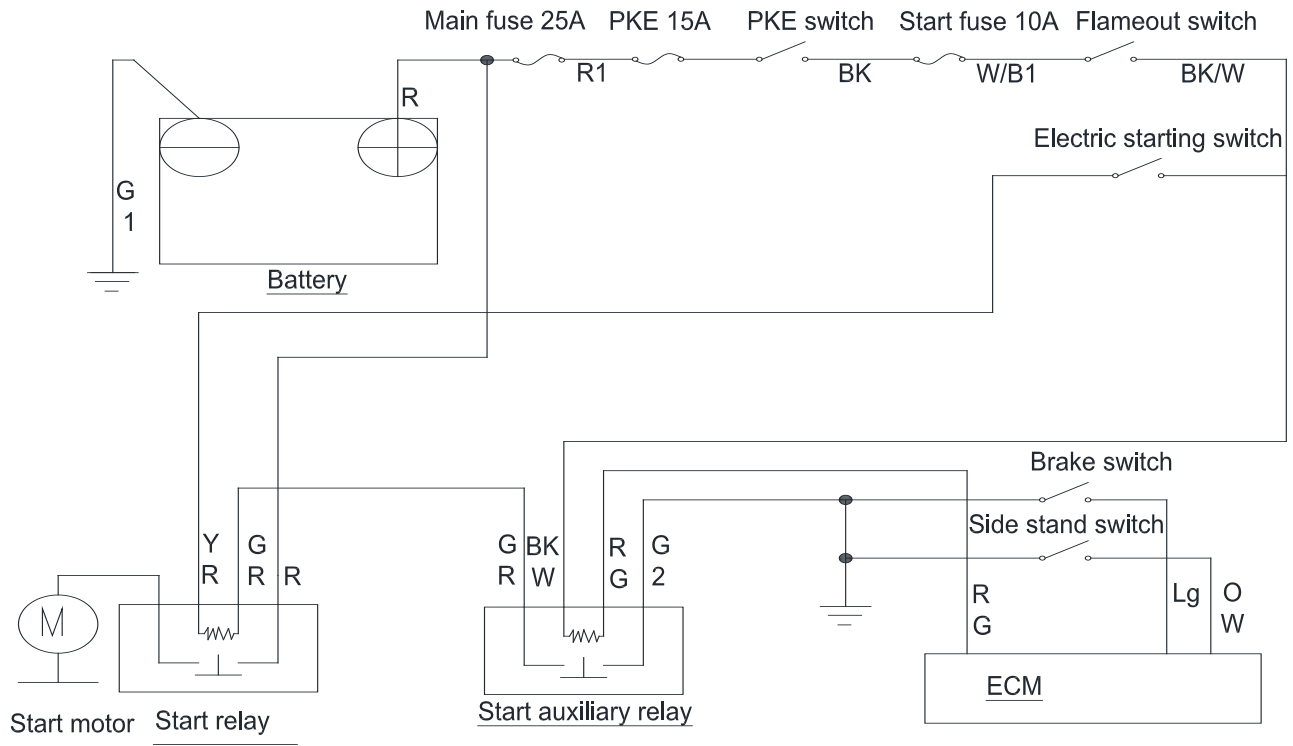 Main fuse 25A PKE 15A PKE switch Start fuse 10A Flameout switch
R1 BK W/B1 BK/W
R
Electric starting switch
G
1
Battery
Brake switch
Side stand switch
Y G G BK R G
R R R R W G 2
R Lg O
G W
M
ECM
Start motor Start relay Start auxiliary relay